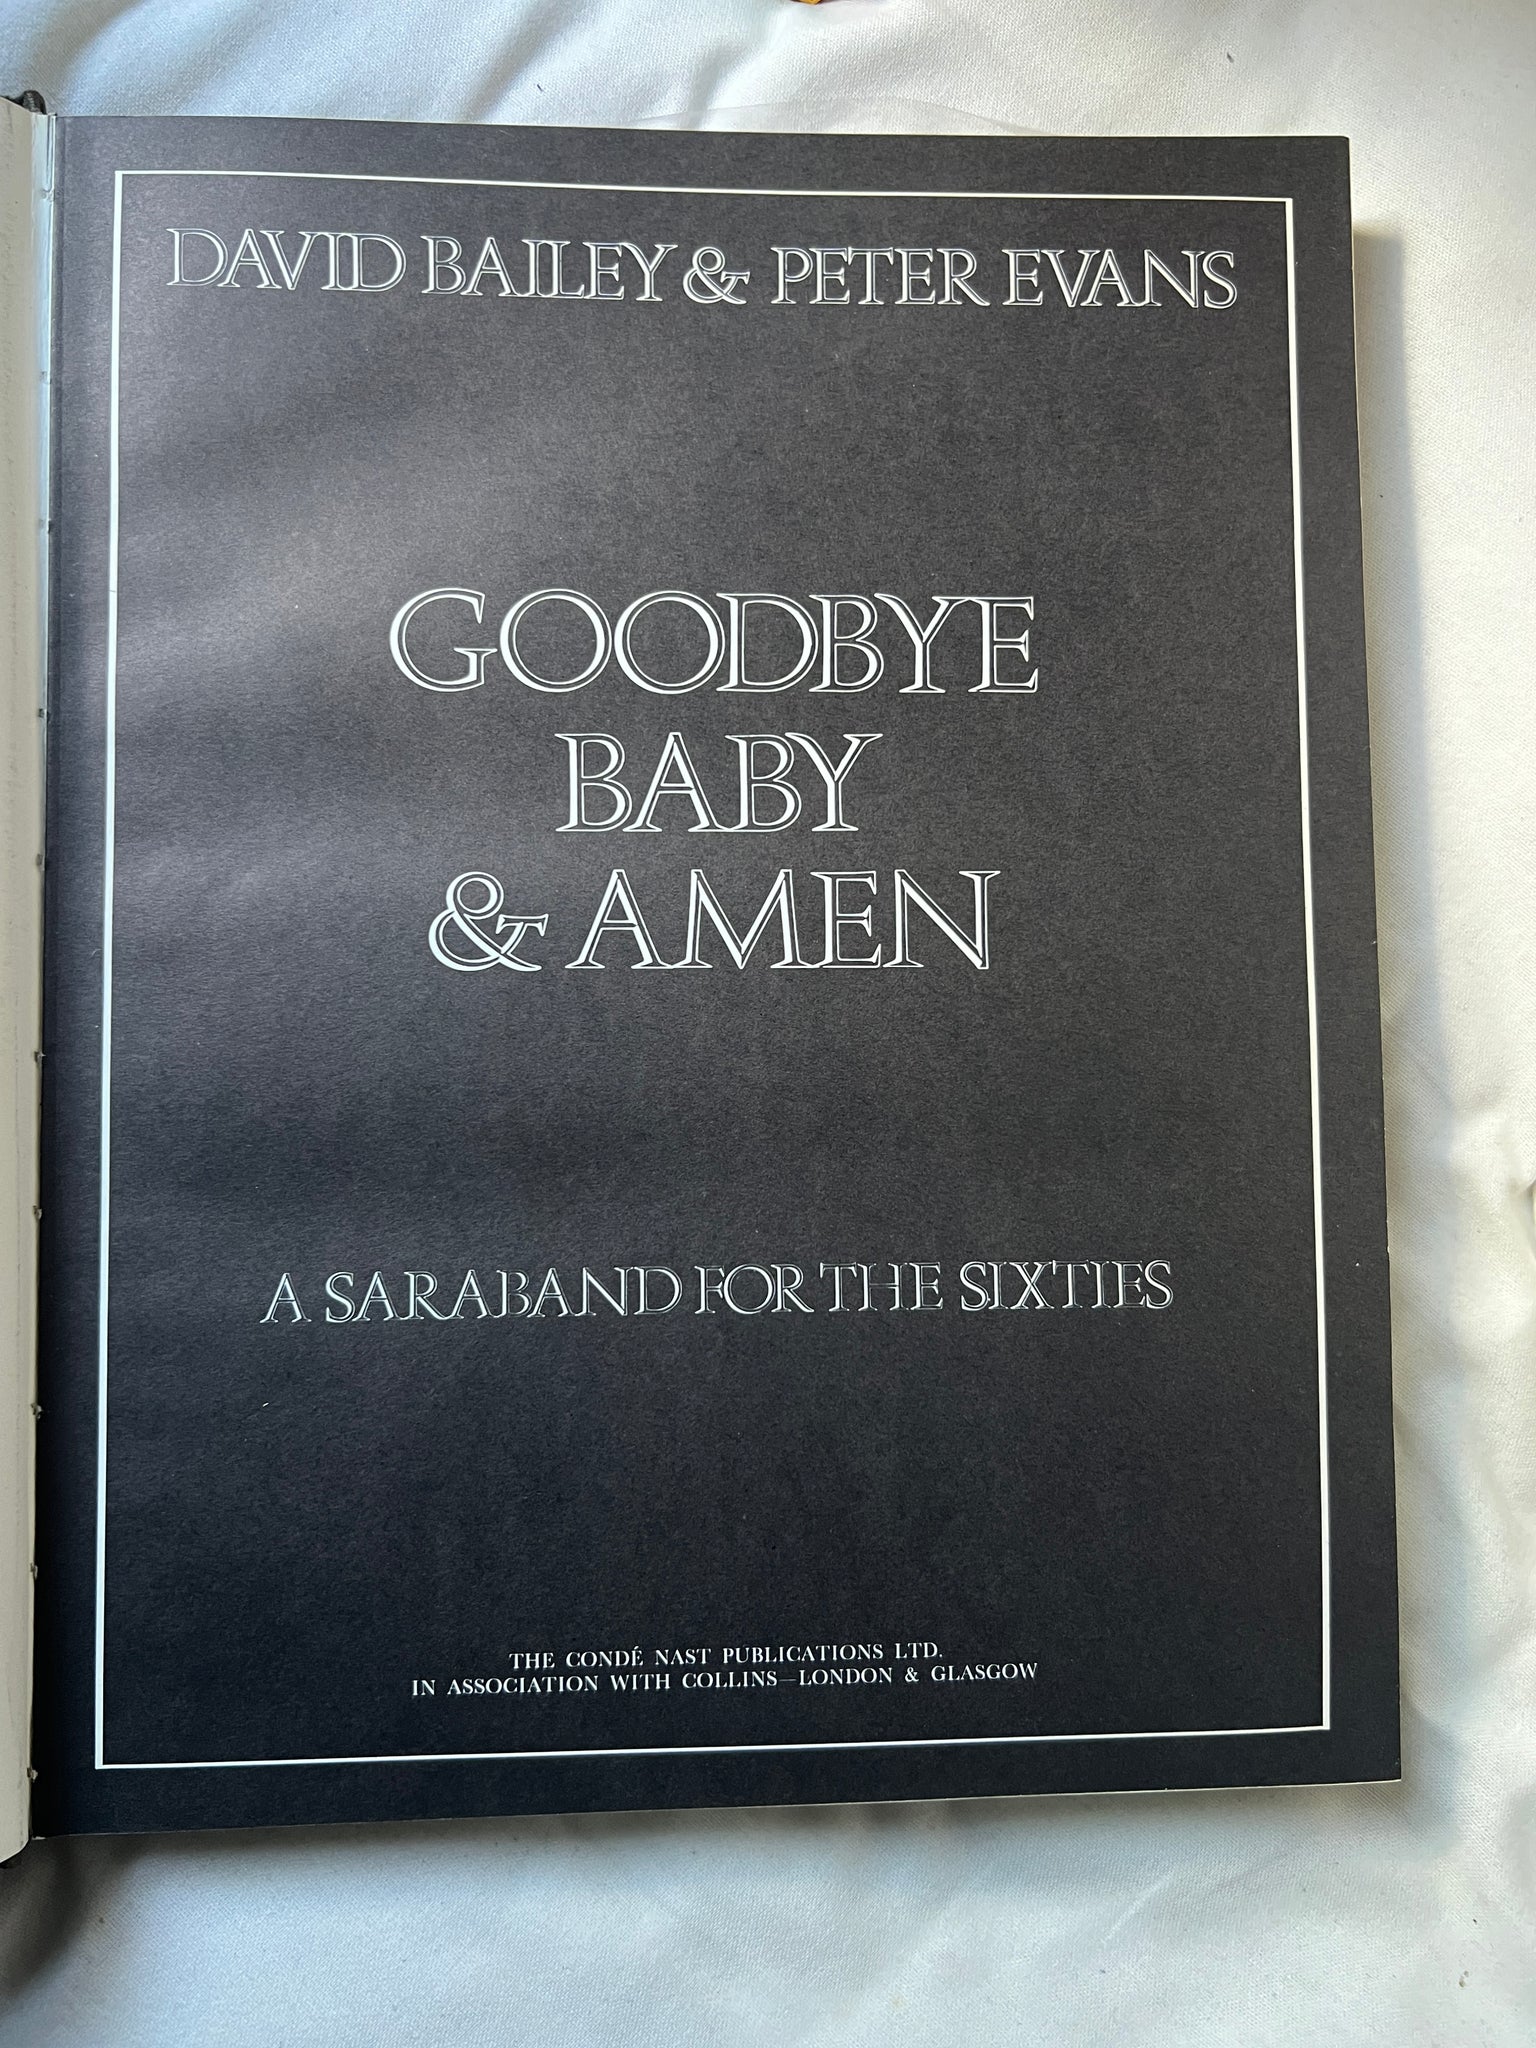 DAVID BAILEY & PETER EVANS
GOODBYE
BABY
& AMEN
A SARABAND FOR THE SIXTIES
THE CONDÉ NAST PUBLICATIONS LTD.
IN ASSOCIATION WITH COLLINS—LONDON & GLASGOW